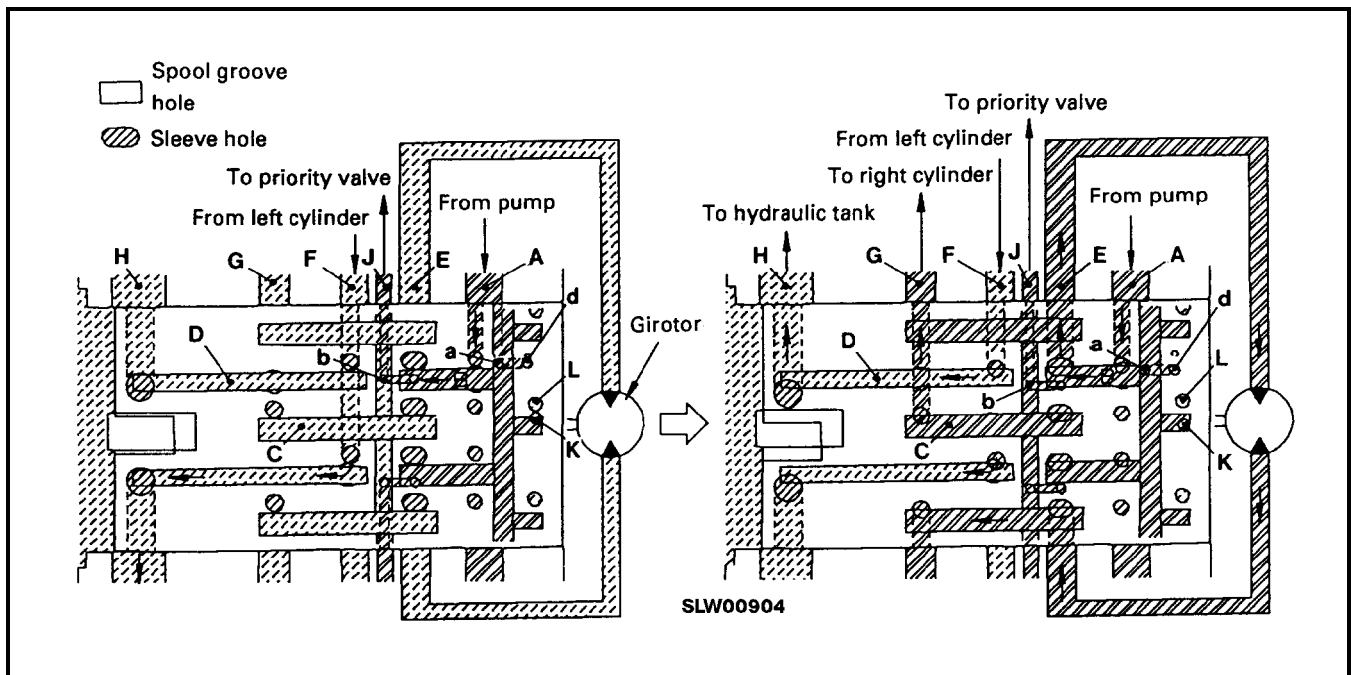 Spool groove
hole
Sleeve hole
To priority valve
From left cylinder
From pump
H
G
F
J
E
A
d
Girotor
D
b
a
L
C
K
To priority valve
From left cylinder
To right cylinder
From pump
To hydraulic tank
H
G
F
J
E
A
d
a
D
L
b
C
K
SLW00904